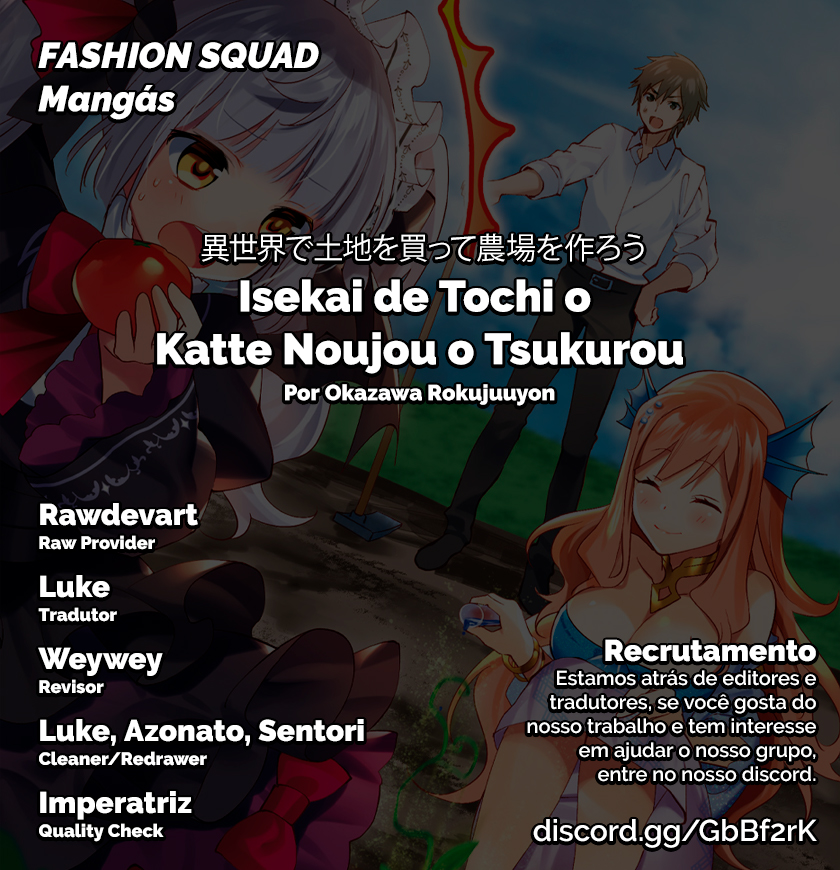 FASHION SQUAD
Mangás
異世界で土地を買って農場を作ろう
Isekai de Tochi o
Katte Noujou o Tsukurou
Por Okazawa Rokujuuyon
Rawdevart
Raw Provider
Luke
Tradutor
Weywey
Revisor
Luke, Azonato, Sentori
Cleaner/Redrawer
Imperatriz
Quality Check
Recrutamento
Estamos atrás de editores e
tradutores, se você gosta do
nosso trabalho e tem interesse
em ajudar o nosso grupo,
entre no nosso discord.
discord.gg/GbBf2rK